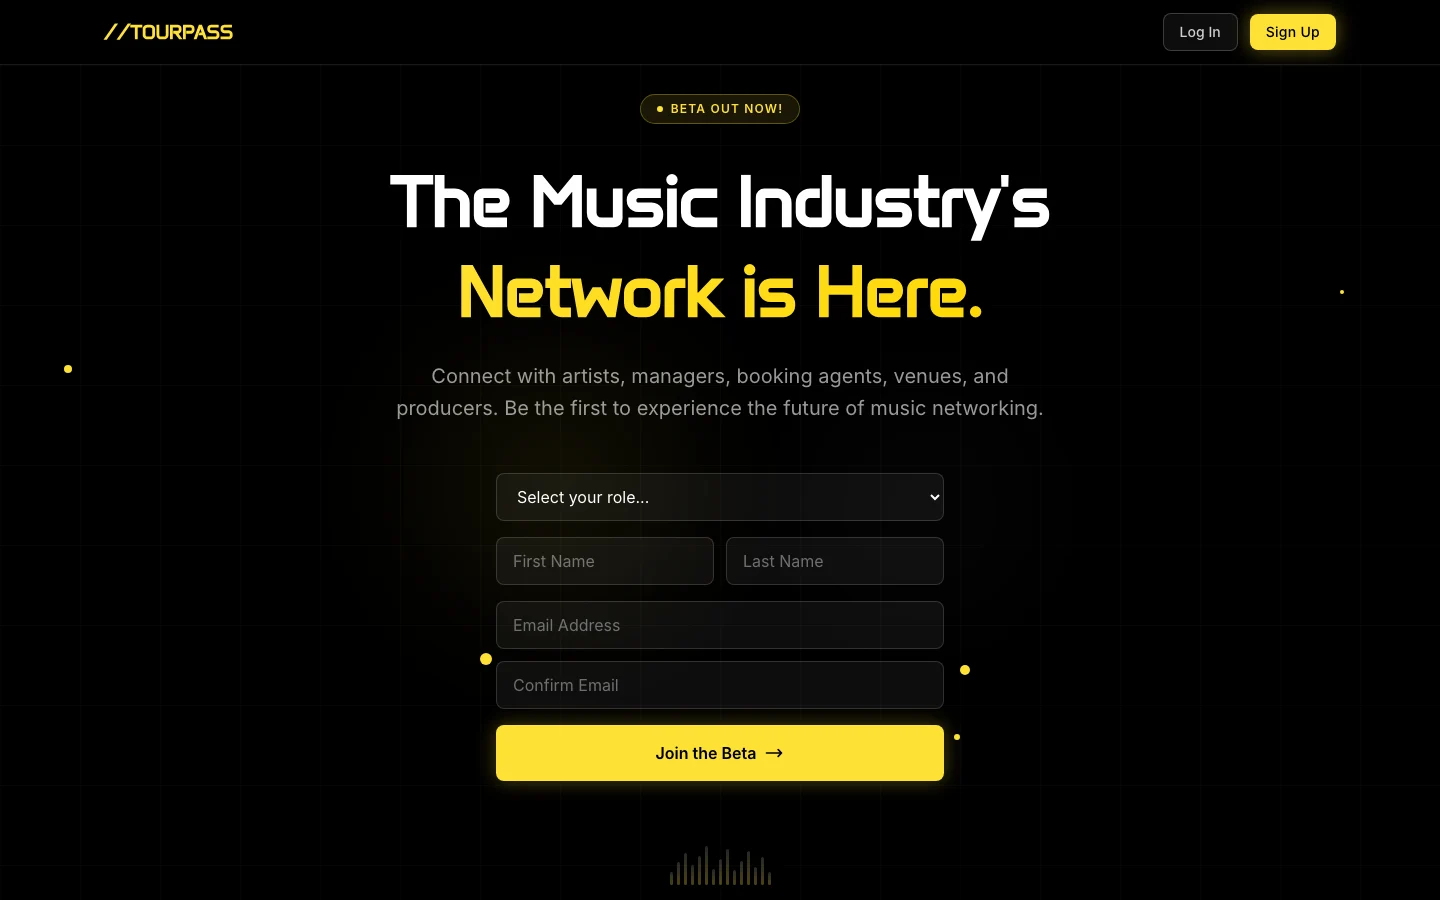 //TOURPASS
Log In
Sign Up
BETA OUT NOW!
The Music Industry's
Network is Here.
Connect with artists, managers, booking agents, venues, and
producers. Be the first to experience the future of music networking.
Select your role...
First Name
Last Name
Email Address
Confirm Email
Join the Beta →